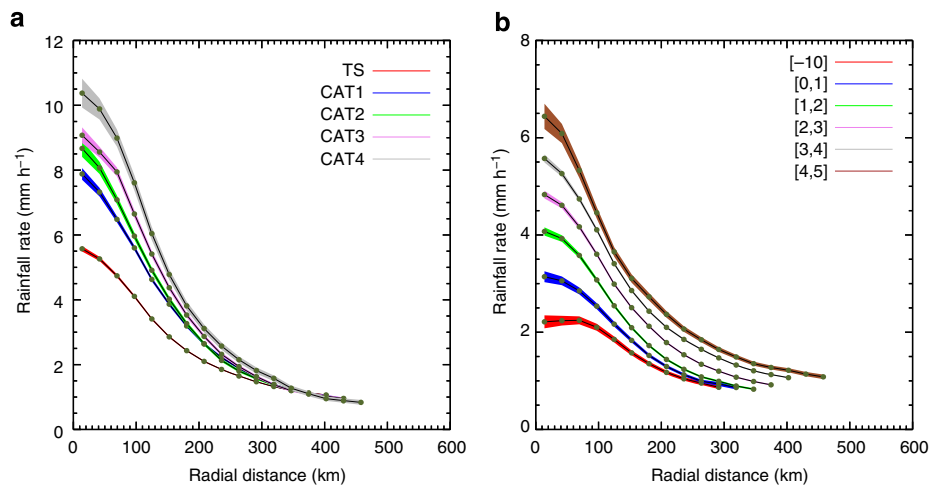 a
12
10
8
6
4
2
0
0 100 200 300 400 500 600
Rainfall rate (mm h⁻¹)
Radial distance (km)
TS
CAT1
CAT2
CAT3
CAT4
b
8
6
4
2
0
0 100 200 300 400 500 600
Rainfall rate (mm h⁻¹)
Radial distance (km)
[−10]
[0,1]
[1,2]
[2,3]
[3,4]
[4,5]